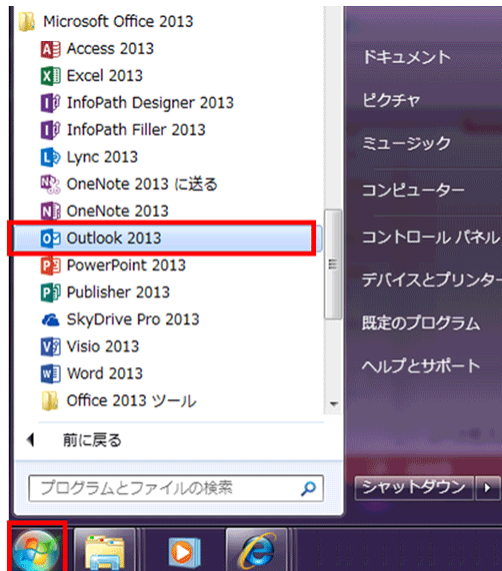 Microsoft Office 2013
Access 2013
Excel 2013
InfoPath Designer 2013
InfoPath Filler 2013
Lync 2013
OneNote 2013 に送る
OneNote 2013
Outlook 2013
PowerPoint 2013
Publisher 2013
SkyDrive Pro 2013
Visio 2013
Word 2013
Office 2013 ツール
前に戻る
プログラムとファイルの検索
ドキュメント
ピクチャ
ミュージック
コンピューター
コントロール パネル
デバイスとプリンター
既定のプログラム
ヘルプとサポート
シャットダウン